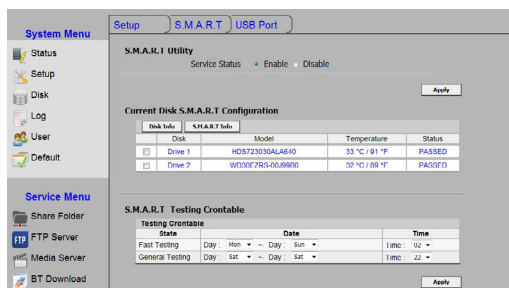 System Menu
Status
Setup
Disk
Log
User
Default
Service Menu
Share Folder
FTP Server
Media Server
BT Download
Setup S.M.A.R.T USB Port
S.M.A.R.T Utility
Service Status Enable Disable
Apply
Current Disk S.M.A.R.T Configuration
Disk Info S.M.A.R.T Info
Disk Model Temperature Status
Drive 1 HDS723030ALA640 33 °C / 91 °F PASSED
Drive 2 WD30EZRS-00J99B0 32 °C / 89 °F PASSED
S.M.A.R.T Testing Crontable
Testing Crontable
State Date Time
Fast Testing Day : Mon ~ Day : Sun Time : 02
General Testing Day : Sat ~ Day : Sat Time : 22
Apply